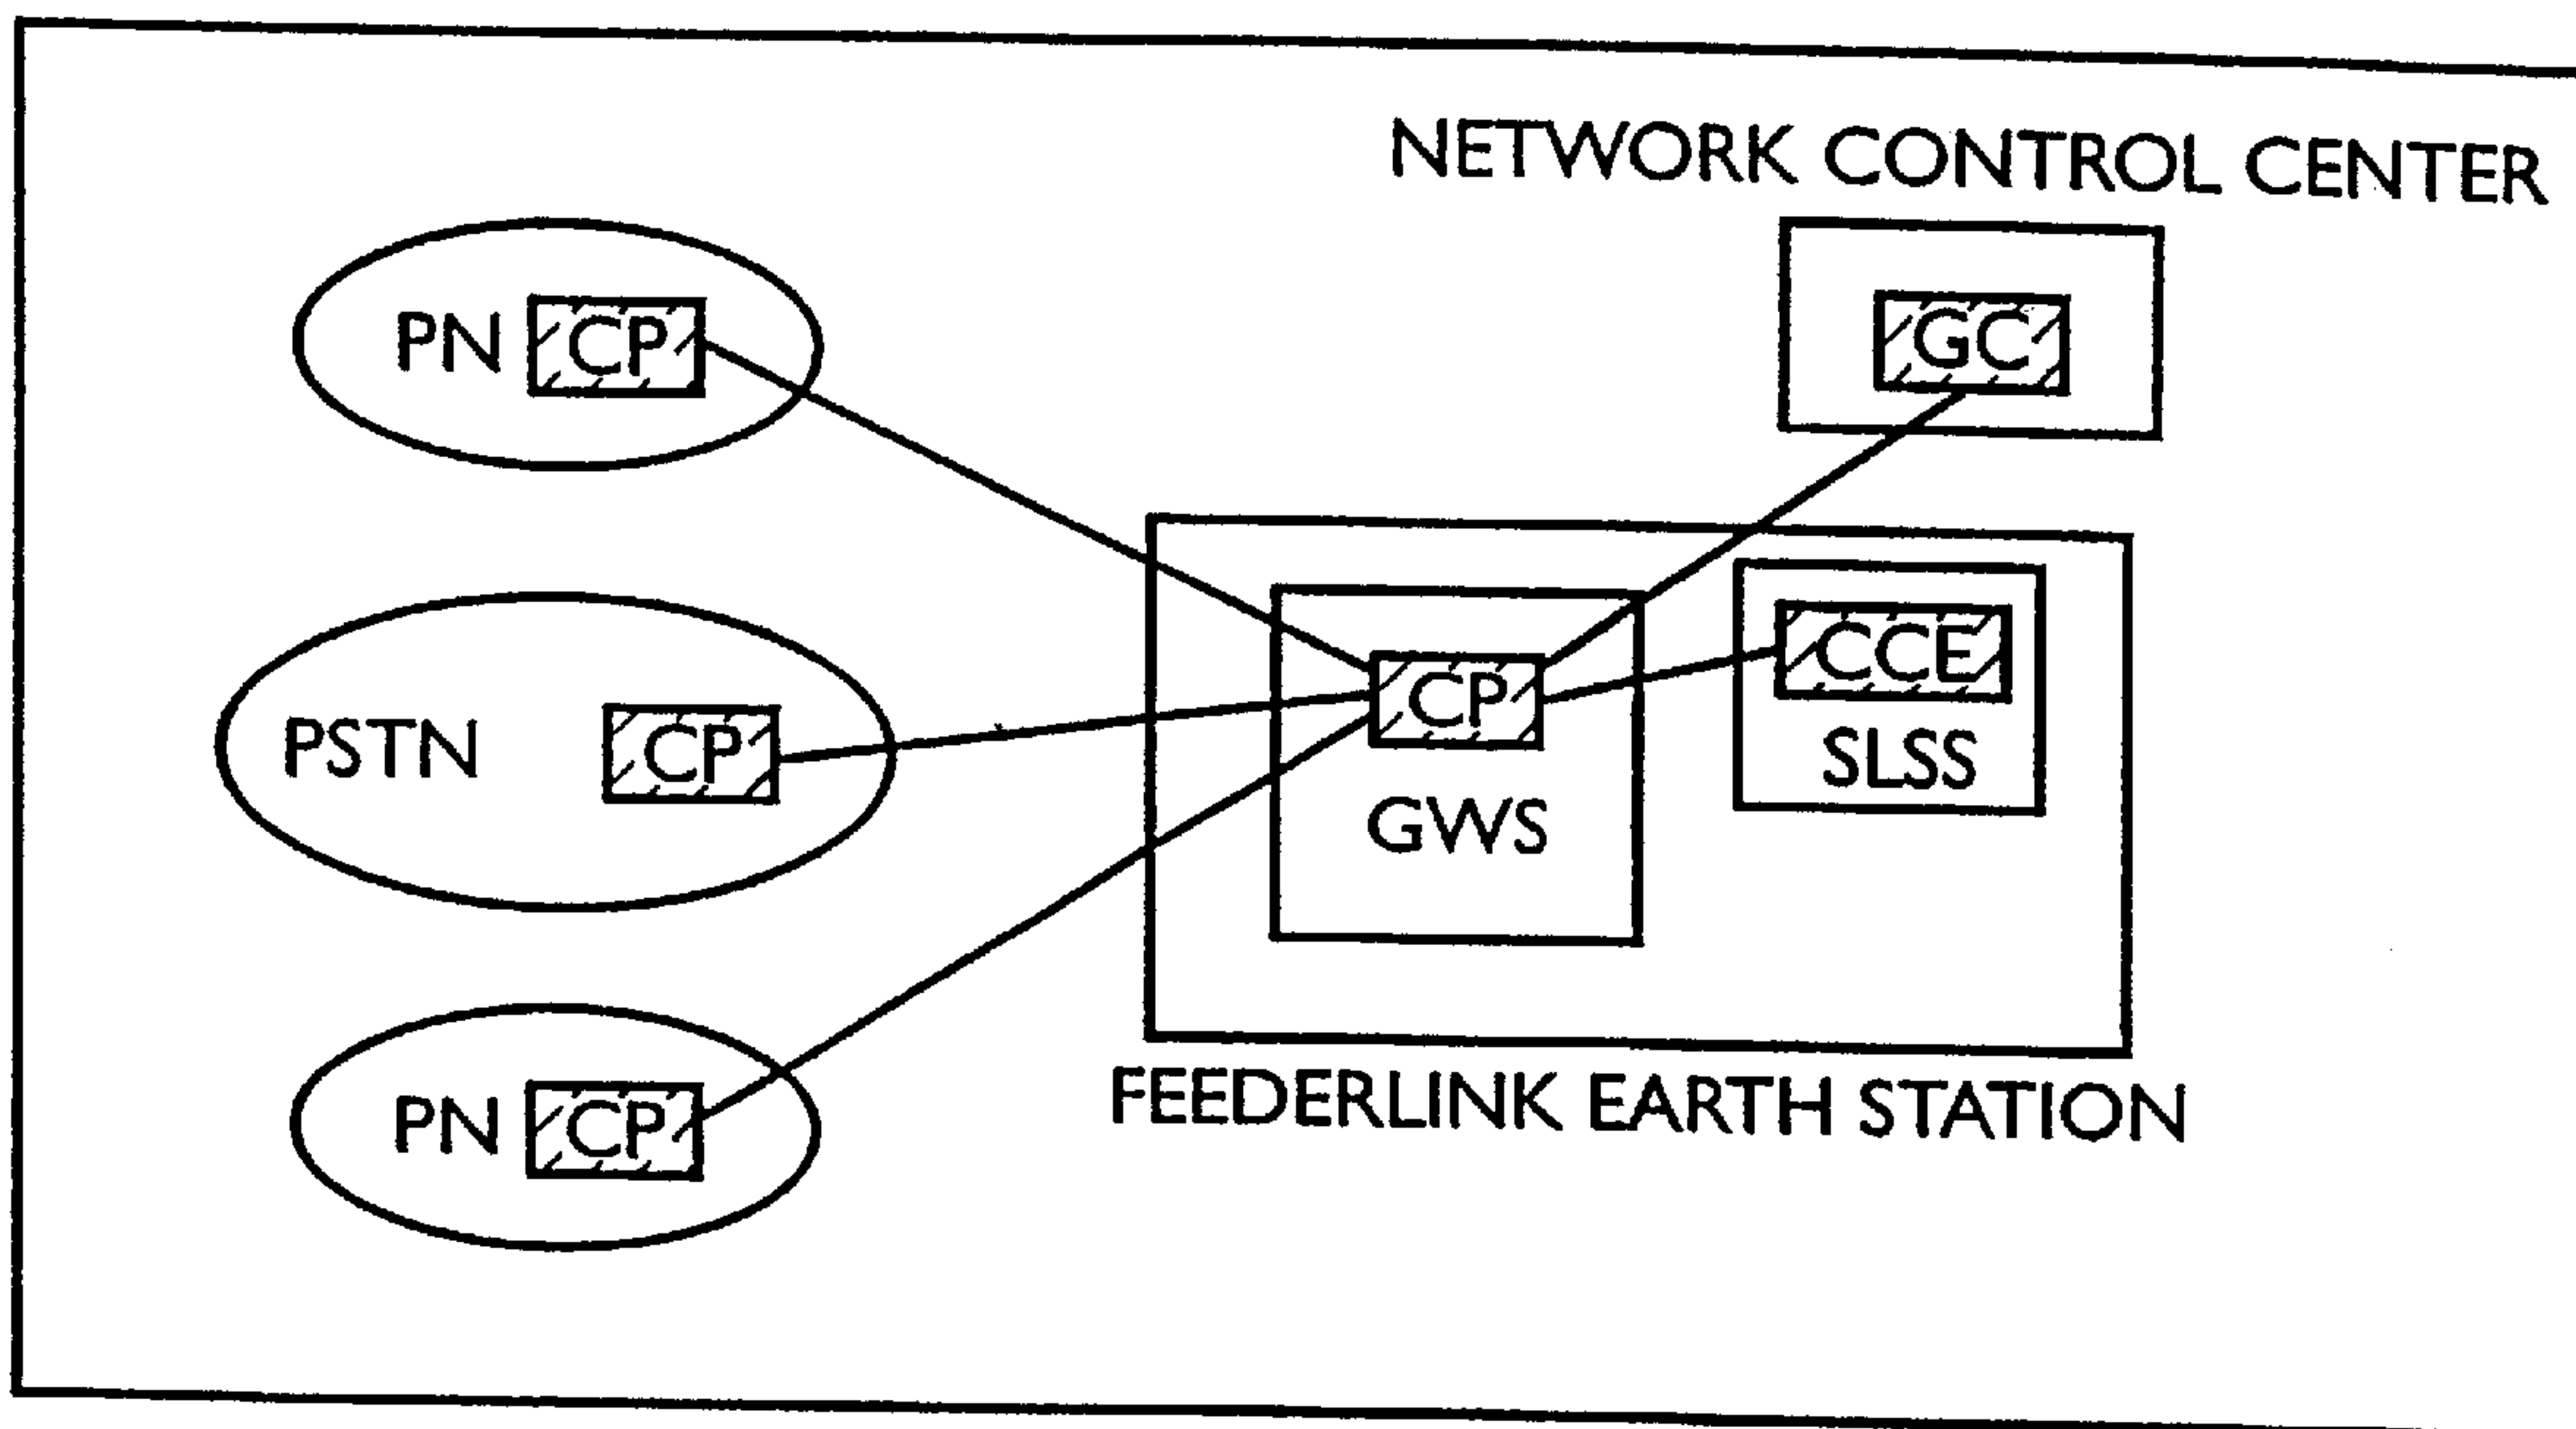 NETWORK CONTROL CENTER
PN CP
GC
CP
CCE
PSTN CP
SLSS
GWS
PN CP
FEEDERLINK EARTH STATION